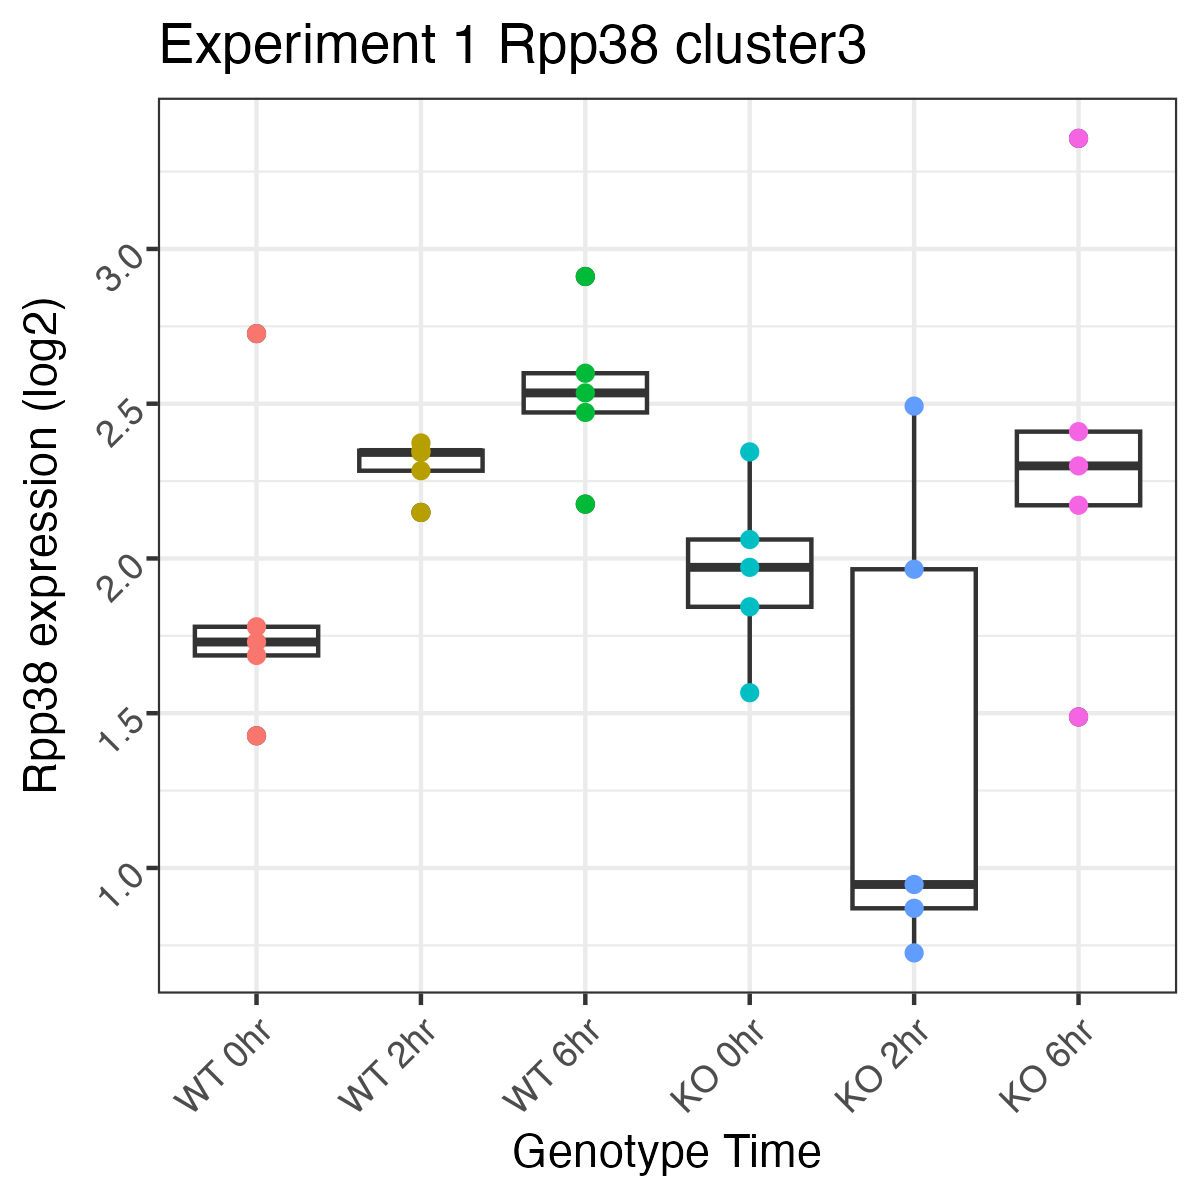 Experiment 1 Rpp38 cluster3
Rpp38 expression (log2)
3.0
2.5
2.0
1.5
1.0
WT 0hr
WT 2hr
WT 6hr
KO 0hr
KO 2hr
KO 6hr
Genotype Time